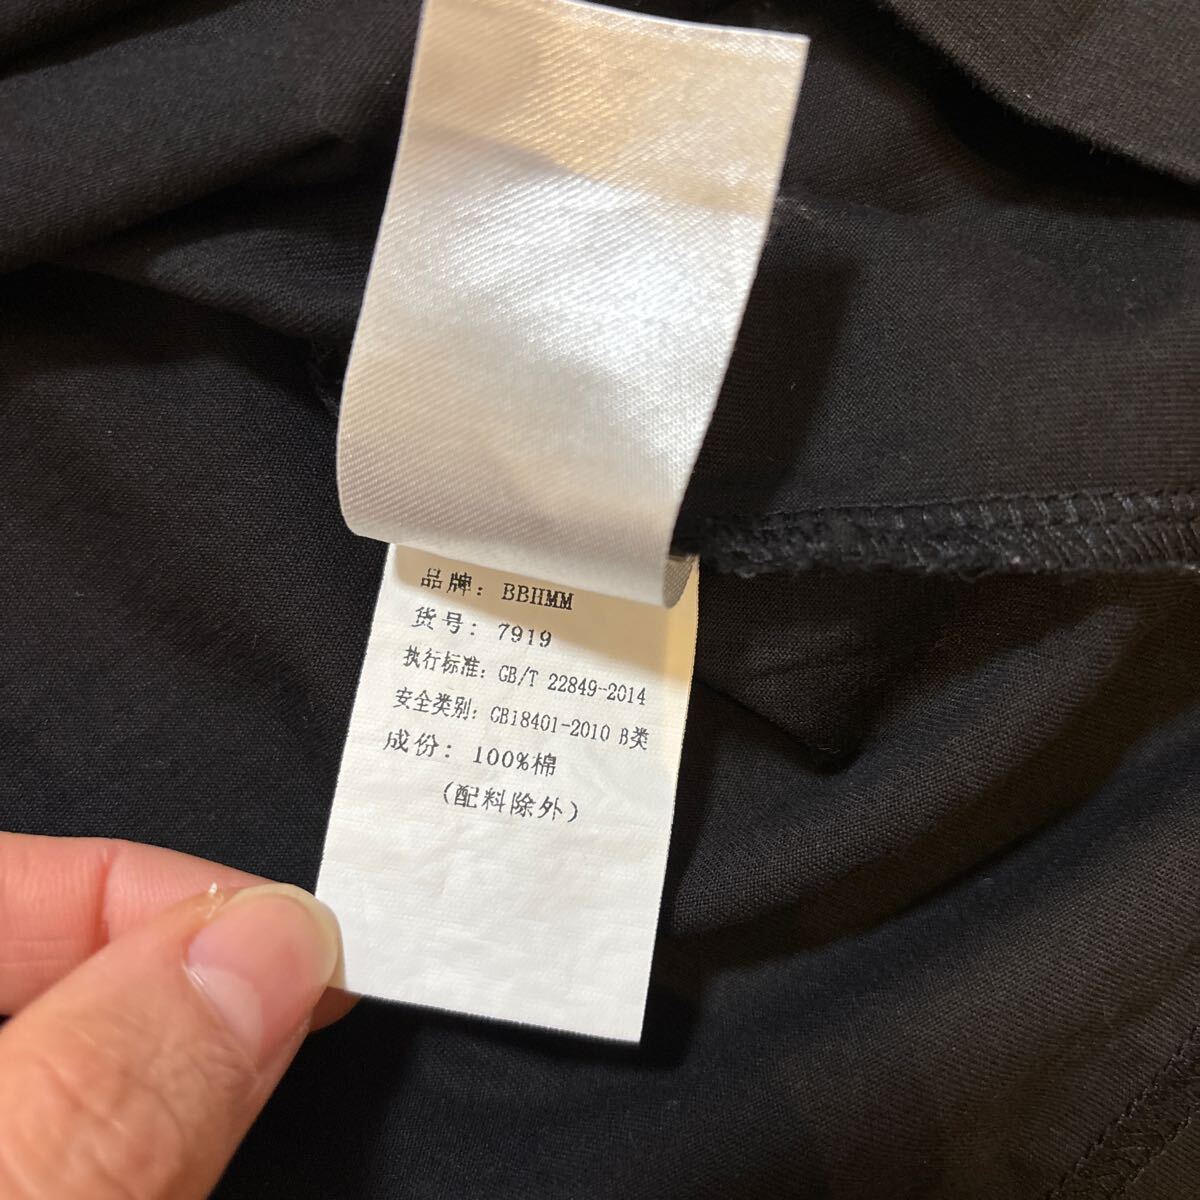 品牌: BBHMM
货号: 7919
执行标准: GB/T 22849-2014
安全类别: GB18401-2010 B类
成份: 100%棉
(配料除外)